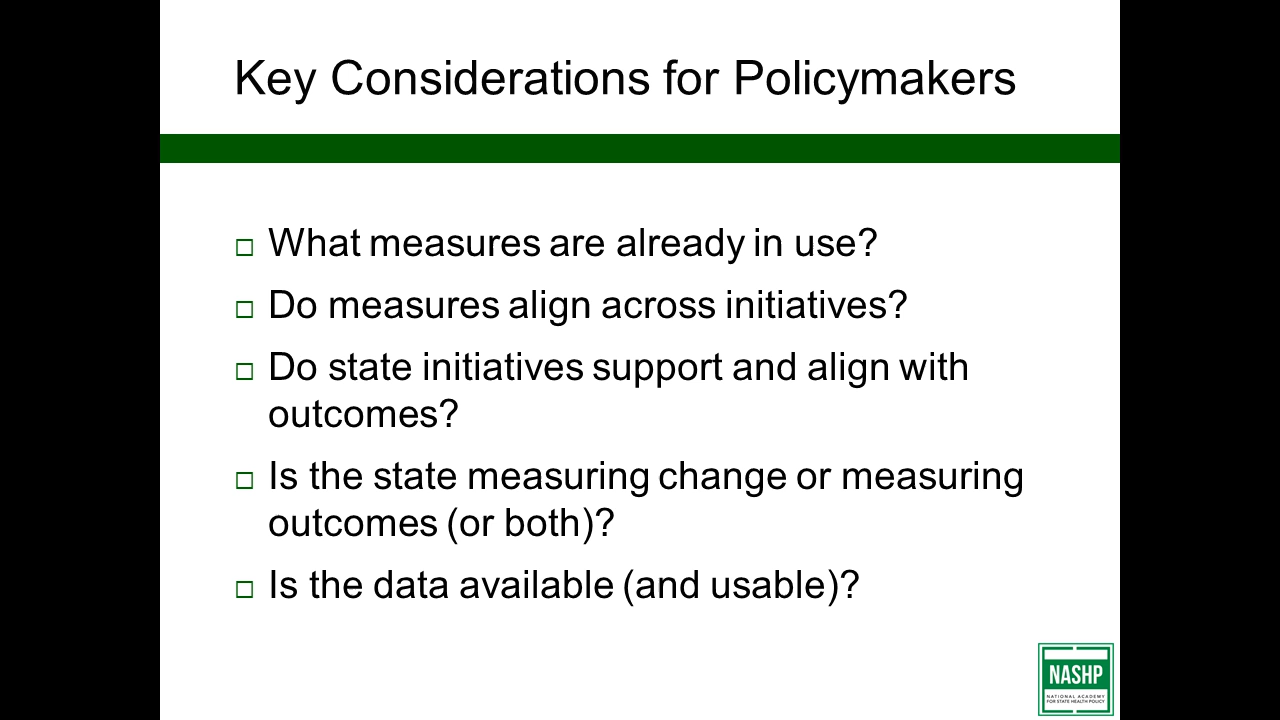 Key Considerations for Policymakers
What measures are already in use?
Do measures align across initiatives?
Do state initiatives support and align with
outcomes?
Is the state measuring change or measuring
outcomes (or both)?
Is the data available (and usable)?
NASHP
NATIONAL ACADEMY
FOR STATE HEALTH POLICY